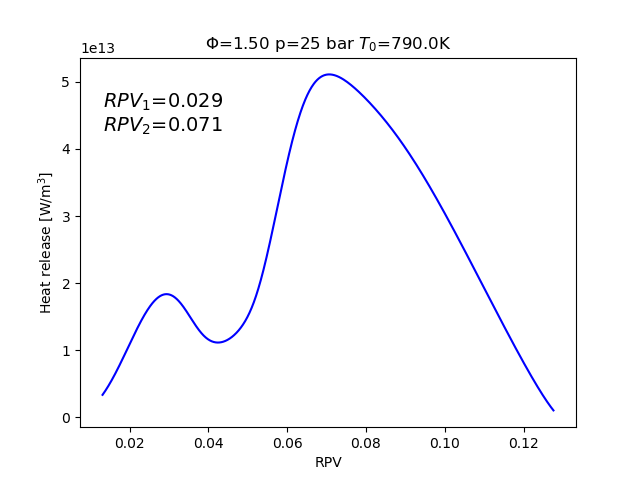 Φ=1.50 p=25 bar T₀=790.0K
1e13
RPV₁=0.029
RPV₂=0.071
5
4
3
2
1
0
Heat release [W/m³]
0.02 0.04 0.06 0.08 0.10 0.12
RPV